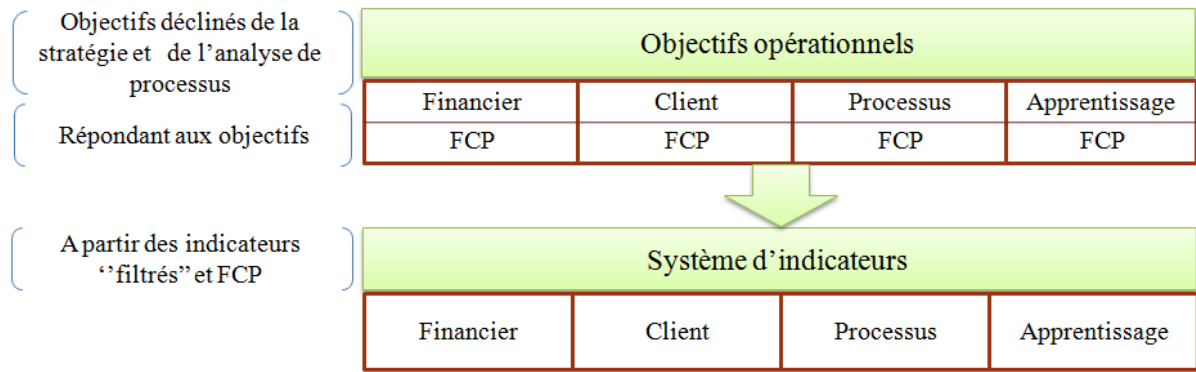 Objectifs déclinés de la
stratégie et de l'analyse de
processus
Objectifs opérationnels
Financier Client Processus Apprentissage
Répondant aux objectifs
FCP FCP FCP FCP
A partir des indicateurs
‘’filtrés’’ et FCP
Système d’indicateurs
Financier Client Processus Apprentissage